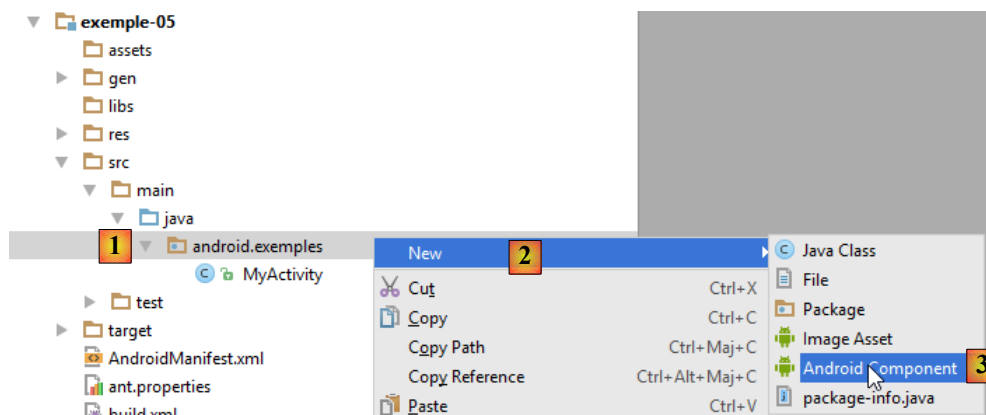 exemple-05
assets
gen
libs
res
src
main
java
1 android.exemples
MyActivity
test
target
AndroidManifest.xml
ant.properties
build.xml
New 2
Cut Ctrl+X
Copy Ctrl+C
Copy Path Ctrl+Maj+C
Copy Reference Ctrl+Alt+Maj+C
Paste Ctrl+V
Java Class
File
Package
Image Asset
Android Component 3
package-info.java